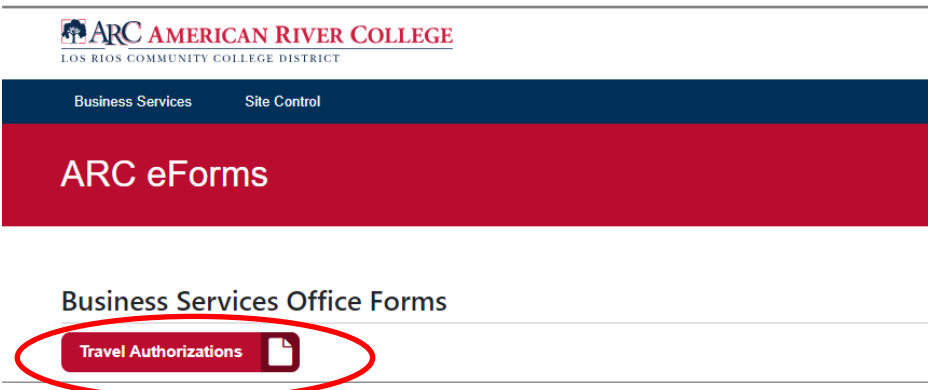 ARC AMERICAN RIVER COLLEGE
LOS RIOS COMMUNITY COLLEGE DISTRICT
Business Services Site Control
ARC eForms
Business Services Office Forms
Travel Authorizations